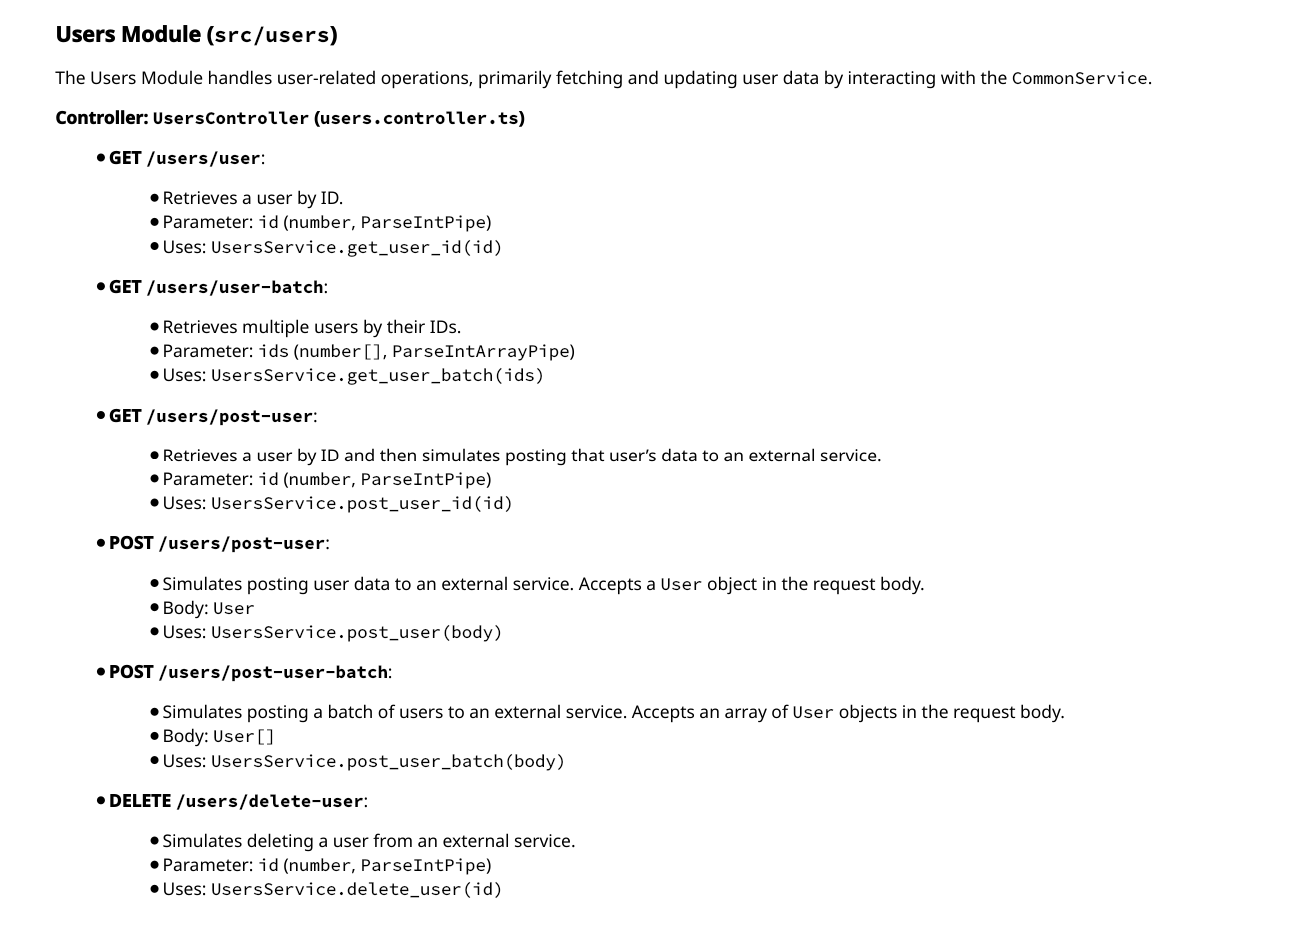 Users Module (src/users)
The Users Module handles user-related operations, primarily fetching and updating user data by interacting with the CommonService.
Controller: UsersController (users.controller.ts)
• GET /users/user:
• Retrieves a user by ID.
• Parameter: id (number, ParseIntPipe)
• Uses: UsersService.get_user_id(id)
• GET /users/user-batch:
• Retrieves multiple users by their IDs.
• Parameter: ids (number[], ParseIntArrayPipe)
• Uses: UsersService.get_user_batch(ids)
• GET /users/post-user:
• Retrieves a user by ID and then simulates posting that user’s data to an external service.
• Parameter: id (number, ParseIntPipe)
• Uses: UsersService.post_user_id(id)
• POST /users/post-user:
• Simulates posting user data to an external service. Accepts a User object in the request body.
• Body: User
• Uses: UsersService.post_user(body)
• POST /users/post-user-batch:
• Simulates posting a batch of users to an external service. Accepts an array of User objects in the request body.
• Body: User[]
• Uses: UsersService.post_user_batch(body)
• DELETE /users/delete-user:
• Simulates deleting a user from an external service.
• Parameter: id (number, ParseIntPipe)
• Uses: UsersService.delete_user(id)